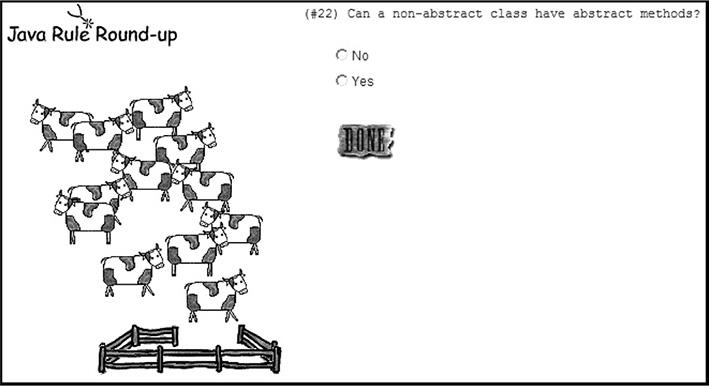 (#22) Can a non-abstract class have abstract methods?
Java Rule Round-up
No
Yes
DONE